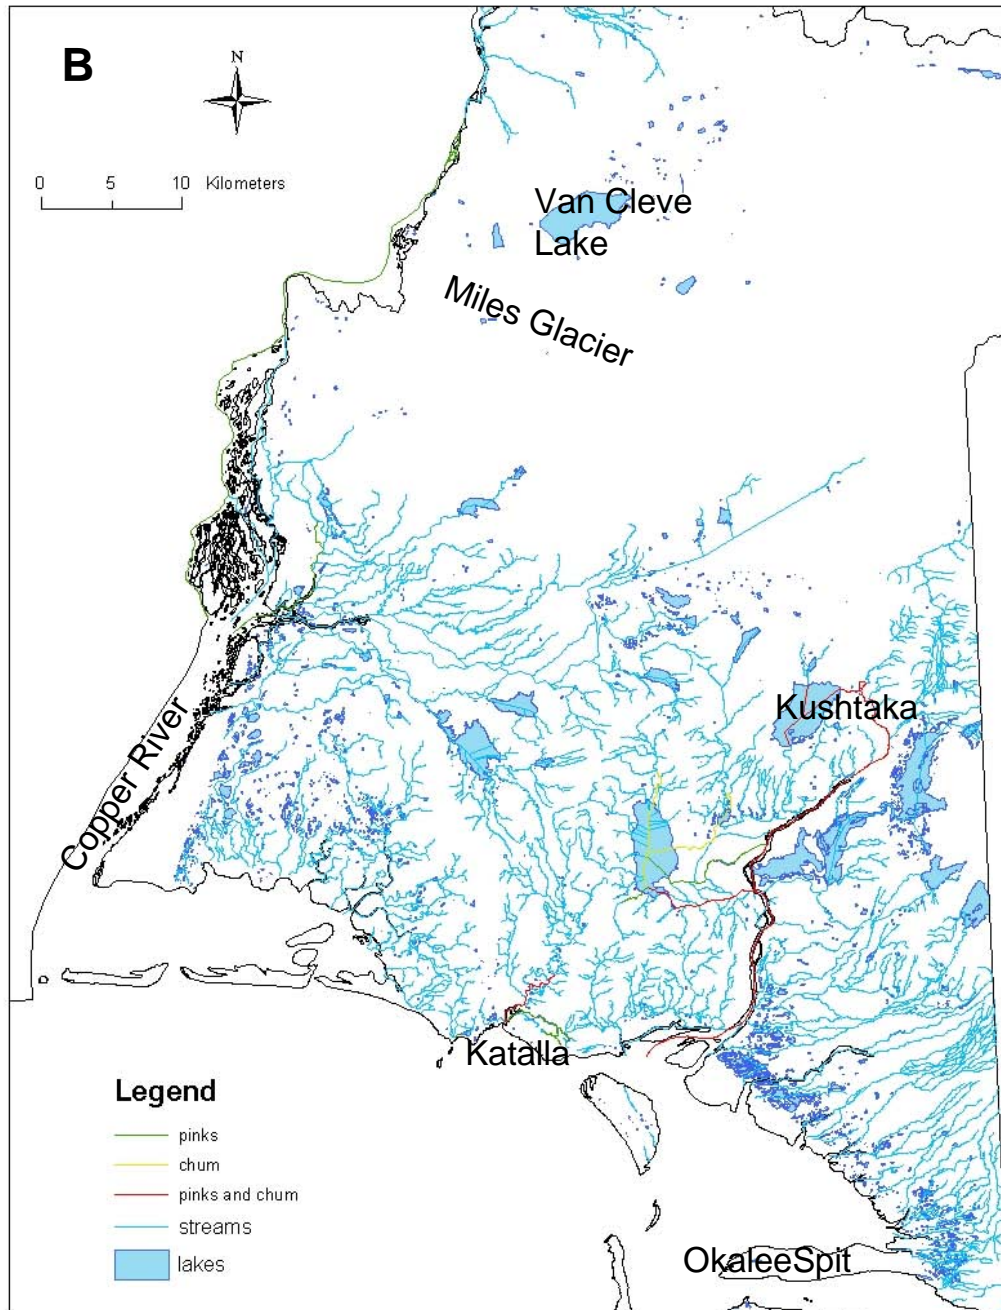 B
N
0 5 10 Kilometers
Van Cleve
Lake
Miles Glacier
Kushtaka
Copper River
Katalla
Legend
pinks
chum
pinks and chum
streams
lakes
OkaleeSpit